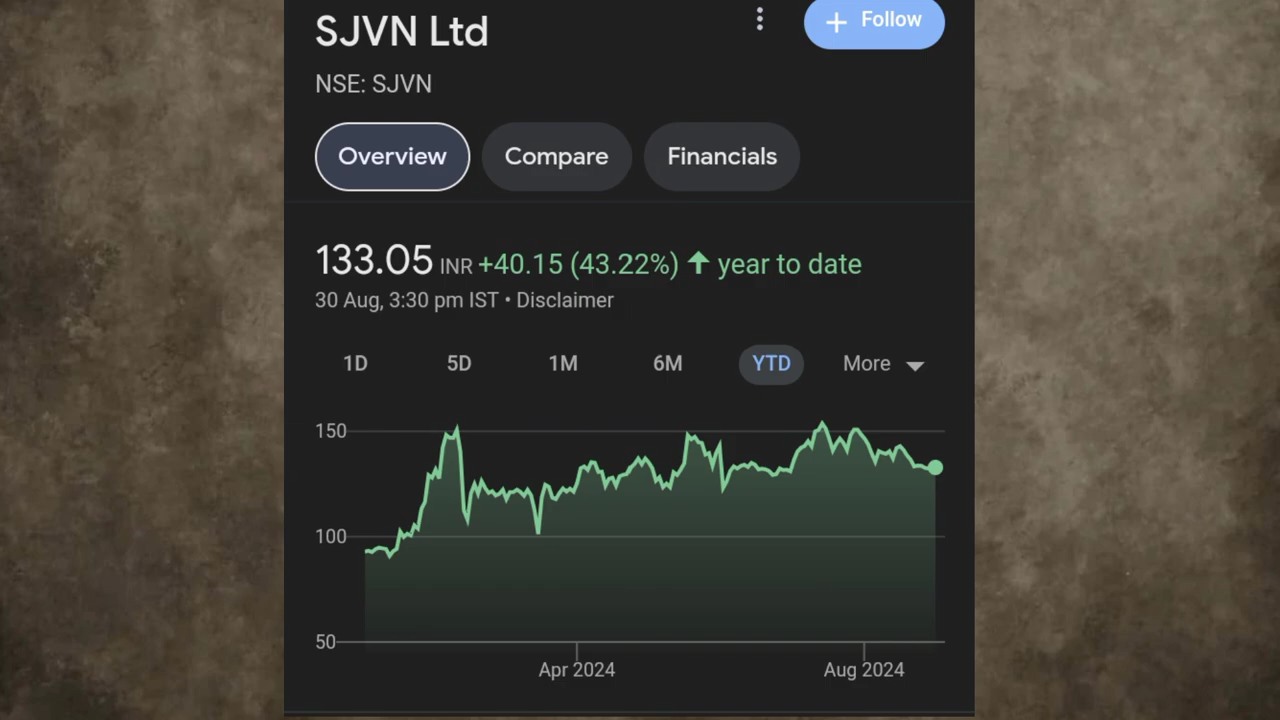 SJVN Ltd
+ Follow
NSE: SJVN
Overview Compare Financials
133.05 INR +40.15 (43.22%) ↑ year to date
30 Aug, 3:30 pm IST • Disclaimer
1D 5D 1M 6M YTD More
150
100
50
Apr 2024 Aug 2024